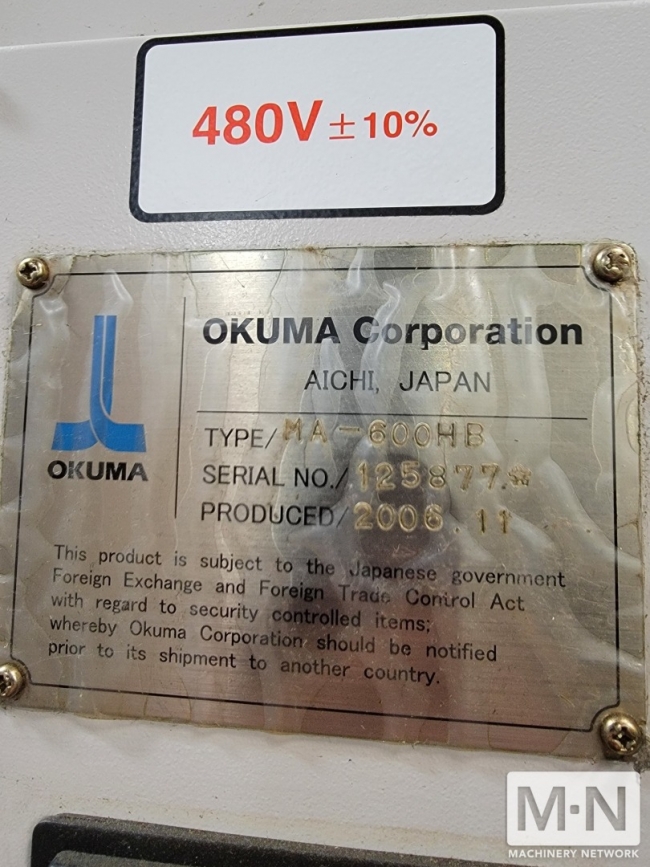 480V ± 10%
OKUMA Corporation
AICHI, JAPAN
OKUMA
TYPE/ MA-600HB
SERIAL NO./ 125877.*
PRODUCED/ 2006.11
This product is subject to the Japanese government
Foreign Exchange and Foreign Trade Control Act
with regard to security controlled items;
whereby Okuma Corporation should be notified
prior to its shipment to another country.
M·N
MACHINERY NETWORK